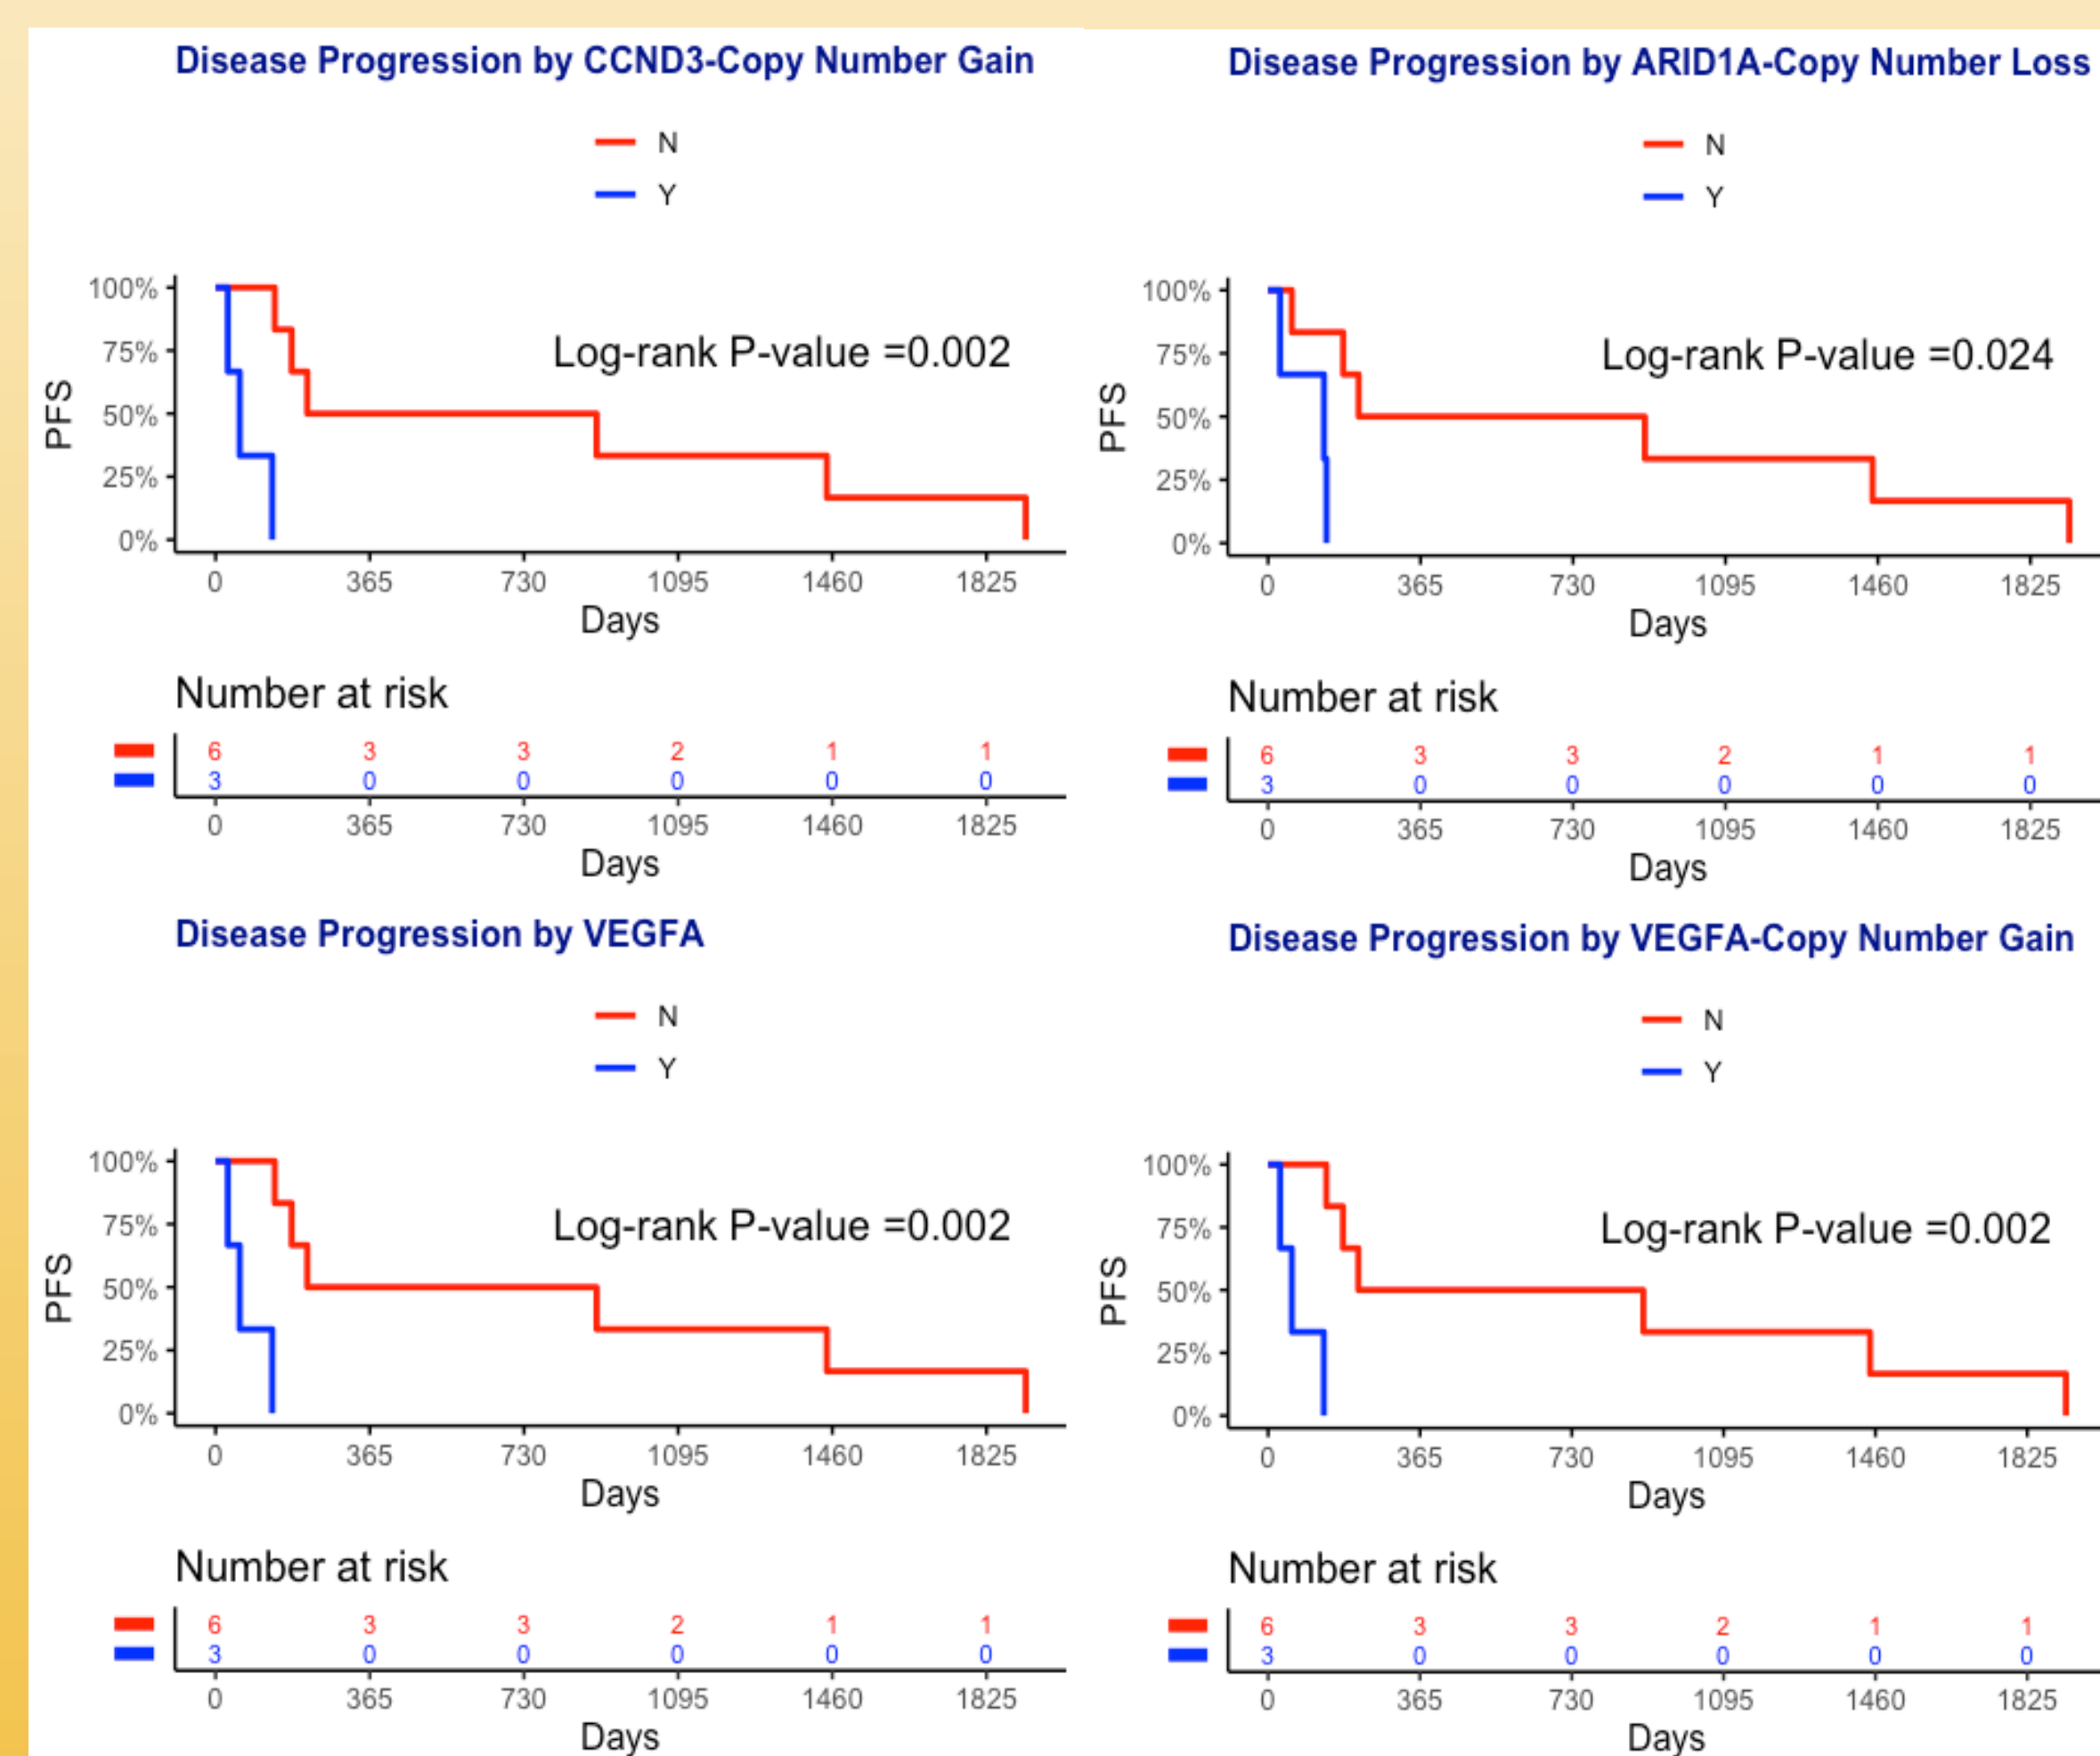 Disease Progression by CCND3-Copy Number Gain
N
Y
100%
75%
50%
25%
0%
PFS
Log-rank P-value =0.002
0 365 730 1095 1460 1825
Days
Number at risk
6 3 3 2 1 1
3 0 0 0 0 0
0 365 730 1095 1460 1825
Days
Disease Progression by ARID1A-Copy Number Loss
N
Y
100%
75%
50%
25%
0%
PFS
Log-rank P-value =0.024
0 365 730 1095 1460 1825
Days
Number at risk
6 3 3 2 1 1
3 0 0 0 0 0
0 365 730 1095 1460 1825
Days
Disease Progression by VEGFA
N
Y
100%
75%
50%
25%
0%
PFS
Log-rank P-value =0.002
0 365 730 1095 1460 1825
Days
Number at risk
6 3 3 2 1 1
3 0 0 0 0 0
0 365 730 1095 1460 1825
Days
Disease Progression by VEGFA-Copy Number Gain
N
Y
100%
75%
50%
25%
0%
PFS
Log-rank P-value =0.002
0 365 730 1095 1460 1825
Days
Number at risk
6 3 3 2 1 1
3 0 0 0 0 0
0 365 730 1095 1460 1825
Days